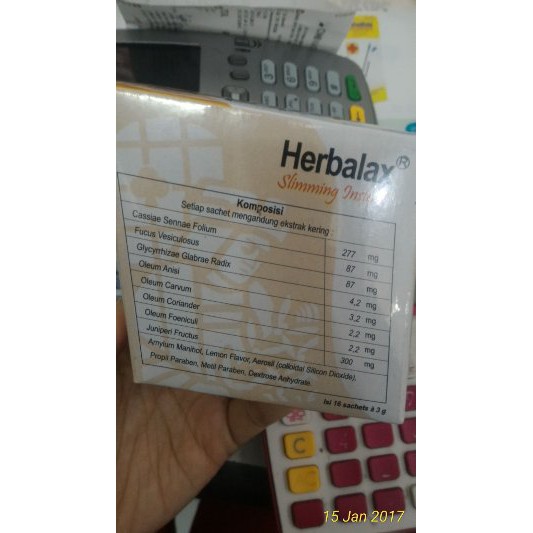 Herbalax®
Slimming
Komposisi
Setiap sachet mengandung ekstrak kering :
Cassiae Sennae Folium 277 mg
Fucus Vesiculosus 87 mg
Glycyrrhizae Glabrae Radix 87 mg
Oleum Anisi 4,2 mg
Oleum Carvum 3,2 mg
Oleum Coriander 2,2 mg
Oleum Foeniculi 2,2 mg
Juniperi Fructus 300 mg
Amylum Manihot, Lemon Flavor, Aerosil (colloidal Silicon Dioxide),
Propil Paraben, Metil Paraben, Dextrose Anhydrate.
Isi 16 sachets à 3 g
C
15 Jan 2017